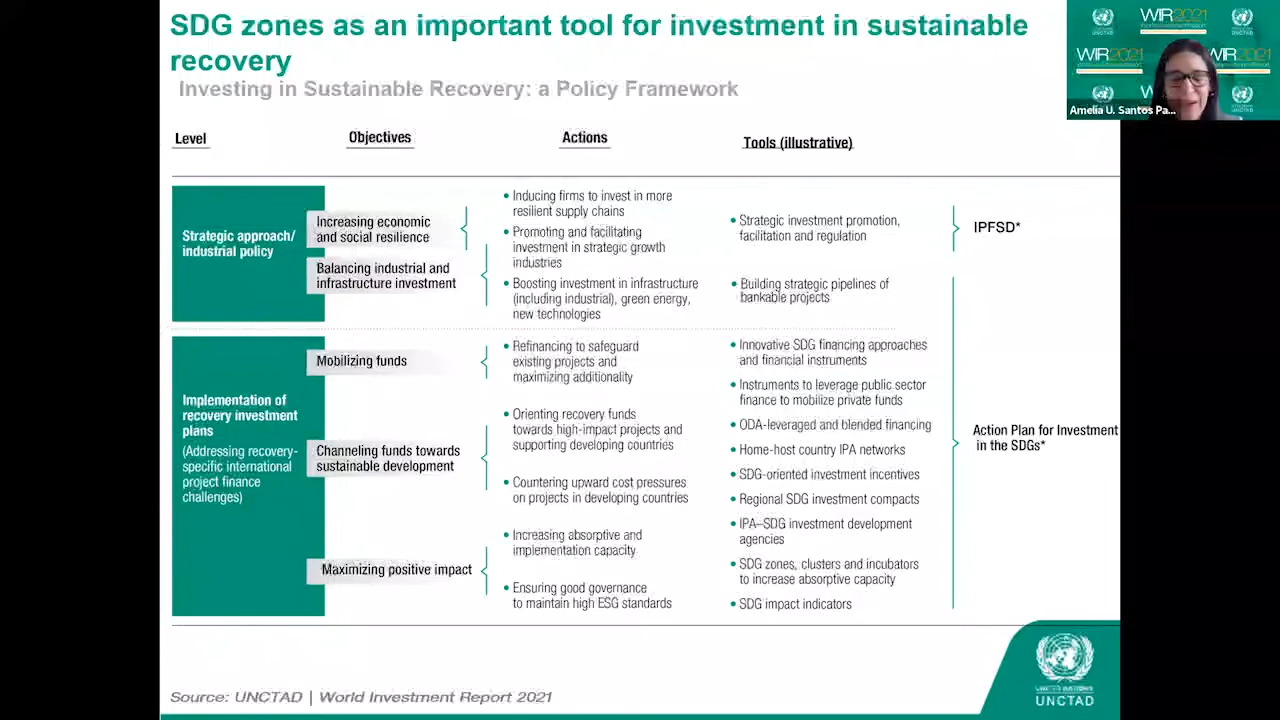 SDG zones as an important tool for investment in sustainable
recovery
Investing in Sustainable Recovery: a Policy Framework
Level
Objectives
Actions
Tools (illustrative)
Strategic approach/
industrial policy
Increasing economic
and social resilience
Balancing industrial and
infrastructure investment
• Inducing firms to invest in more
resilient supply chains
• Promoting and facilitating
investment in strategic growth
industries
• Boosting investment in infrastructure
(including industrial), green energy,
new technologies
• Strategic investment promotion,
facilitation and regulation
• Building strategic pipelines of
bankable projects
IPFSD*
Implementation of
recovery investment
plans
(Addressing recovery-
specific international
project finance
challenges)
Mobilizing funds
Channeling funds towards
sustainable development
Maximizing positive impact
• Refinancing to safeguard
existing projects and
maximizing additionality
• Orienting recovery funds
towards high-impact projects and
supporting developing countries
• Countering upward cost pressures
on projects in developing countries
• Increasing absorptive and
implementation capacity
• Ensuring good governance
to maintain high ESG standards
• Innovative SDG financing approaches
and financial instruments
• Instruments to leverage public sector
finance to mobilize private funds
• ODA-leveraged and blended financing
• Home-host country IPA networks
• SDG-oriented investment incentives
• Regional SDG investment compacts
• IPA–SDG investment development
agencies
• SDG zones, clusters and incubators
to increase absorptive capacity
• SDG impact indicators
Action Plan for Investment
in the SDGs*
Source: UNCTAD | World Investment Report 2021
UNITED NATIONS
UNCTAD
UNCTAD
WIR2021
UNCTAD
WIR2021
WIR2021
UNCTAD
Amelia U. Santos Pa...